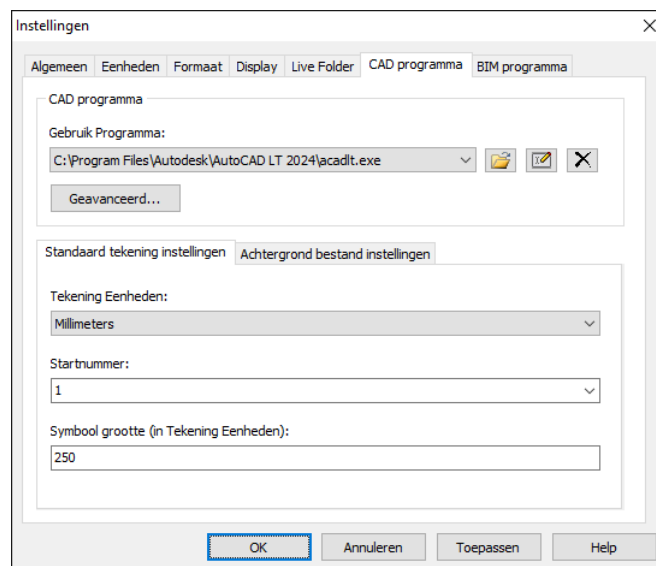 Instellingen
Algemeen Eenheden Formaat Display Live Folder CAD programma BIM programma
CAD programma
Gebruik Programma:
C:\Program Files\Autodesk\AutoCAD LT 2024\acadlt.exe
Geavanceerd...
Standaard tekening instellingen Achtergrond bestand instellingen
Tekening Eenheden:
Millimeters
Startnummer:
1
Symbool grootte (in Tekening Eenheden):
250
OK Annuleren Toepassen Help